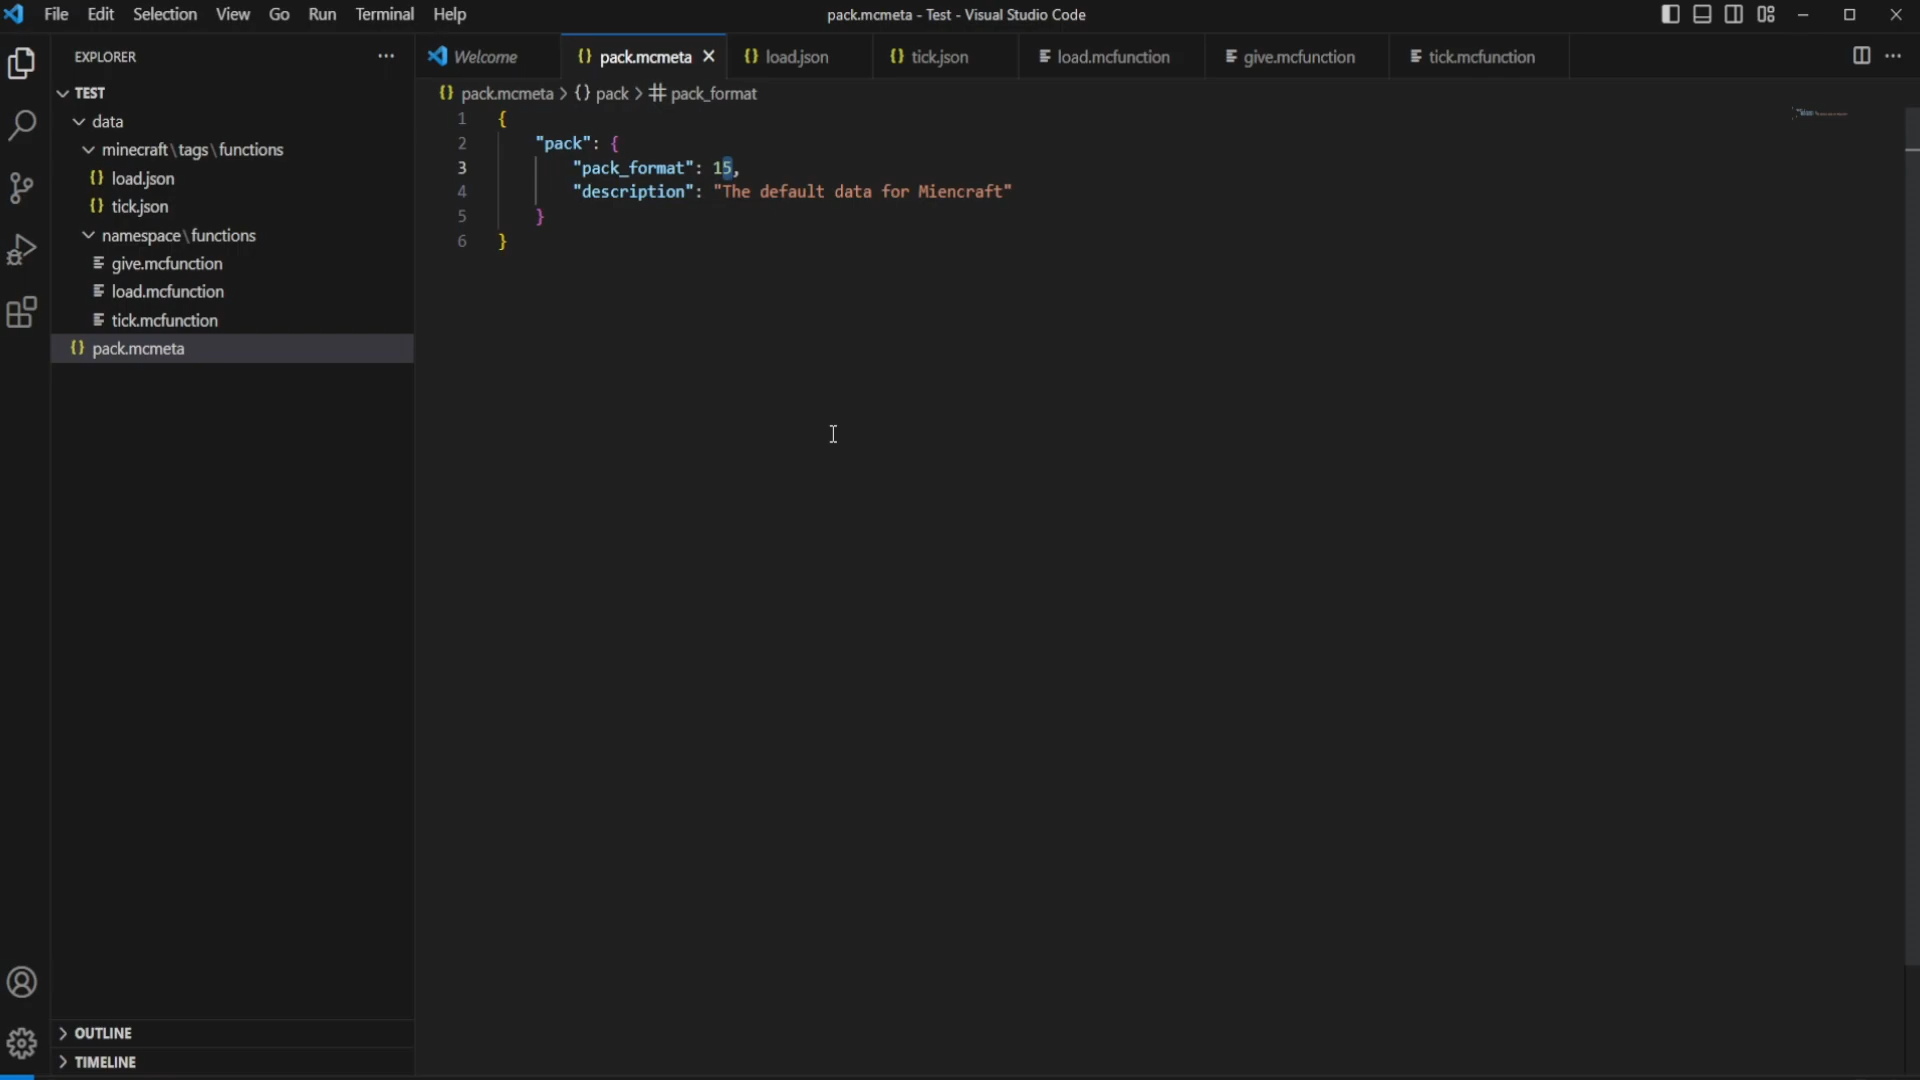 File Edit Selection View Go Run Terminal Help
pack.mcmeta - Test - Visual Studio Code
EXPLORER
Welcome
{} pack.mcmeta
{} load.json
{} tick.json
load.mcfunction
give.mcfunction
tick.mcfunction
TEST
data
minecraft\tags\functions
{} load.json
{} tick.json
namespace\functions
give.mcfunction
load.mcfunction
tick.mcfunction
{} pack.mcmeta
{} pack.mcmeta > {} pack > # pack_format
1 {
2 "pack": {
3 "pack_format": 15,
4 "description": "The default data for Miencraft"
5 }
6 }
OUTLINE
TIMELINE